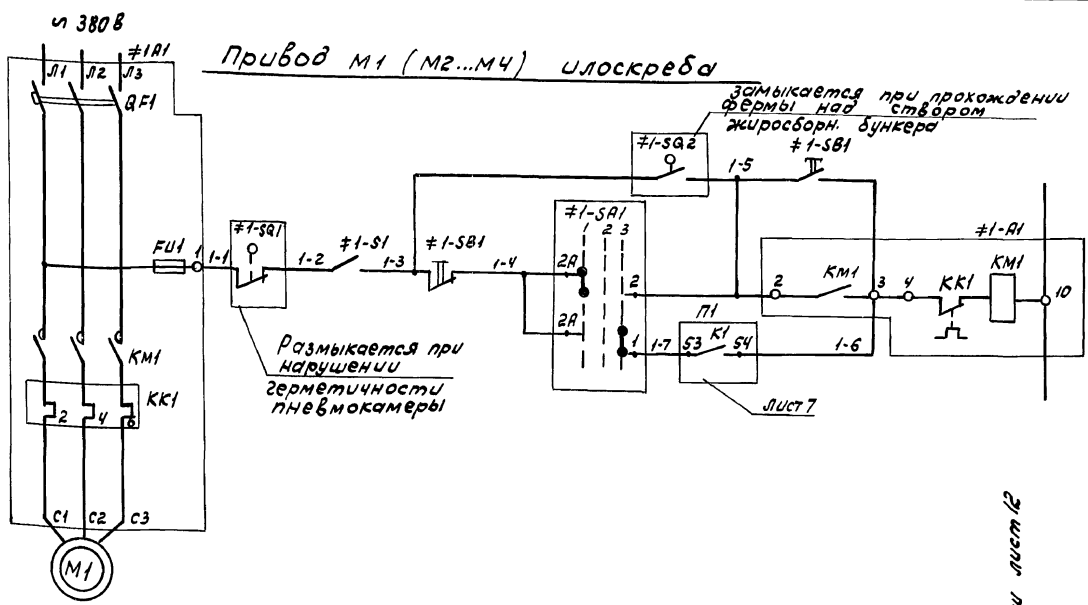 ∿ 380 в
≠1А1
Л1 Л2 Л3
QF1
Привод М1 (М2...М4) илоскреба
замыкается при прохождении
фермы над створом
жиросборн. бункера
≠1-SQ2
1-5
≠1-SB1
≠1-SQ1
FU1
1
1-1
1-2
≠1-S1
1-3
≠1-SB1
1-4
≠1-SA1
1 2 3
2А
2А
2
1
≠1-А1
2
КМ1
3
4
КК1
КМ1
10
П1
1-7
53
К1
54
1-6
Лист 7
Размыкается при
нарушении
герметичности
пневмокамеры
КМ1
КК1
2 4 6
С1 С2 С3
М1
лист 12